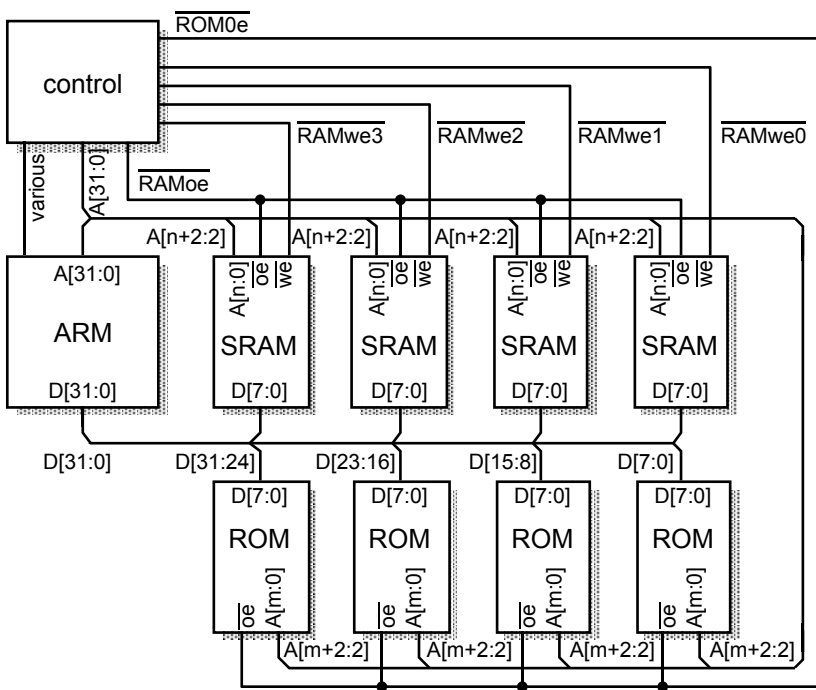 ROM0e
control
RAMwe3 RAMwe2 RAMwe1 RAMwe0
various
A[31:0]
RAMoe
A[n+2:2] A[n+2:2] A[n+2:2] A[n+2:2]
A[31:0]
A[n:0] oe we A[n:0] oe we A[n:0] oe we A[n:0] oe we
ARM SRAM SRAM SRAM SRAM
D[31:0] D[7:0] D[7:0] D[7:0] D[7:0]
D[31:0] D[31:24] D[23:16] D[15:8] D[7:0]
D[7:0] D[7:0] D[7:0] D[7:0]
ROM ROM ROM ROM
oe A[m:0] oe A[m:0] oe A[m:0] oe A[m:0]
A[m+2:2] A[m+2:2] A[m+2:2] A[m+2:2]